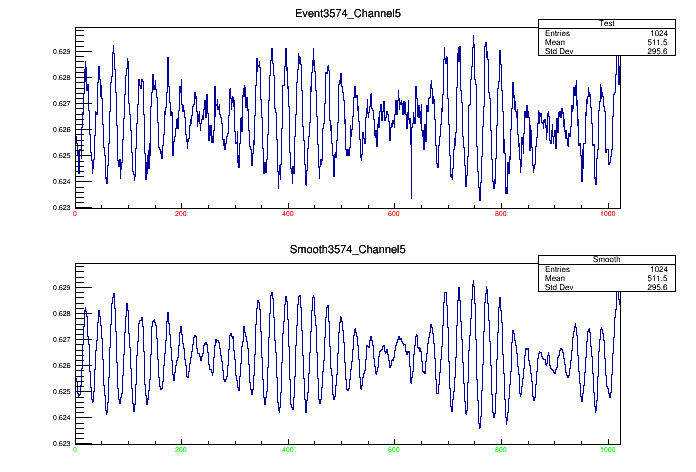 Event3574_Channel5
Test
Entries 1024
Mean 511.5
Std Dev 295.6
0.629
0.628
0.627
0.626
0.625
0.624
0.623
0 200 400 600 800 1000
Smooth3574_Channel5
Smooth
Entries 1024
Mean 511.5
Std Dev 295.6
0.629
0.628
0.627
0.626
0.625
0.624
0.623
0 200 400 600 800 1000